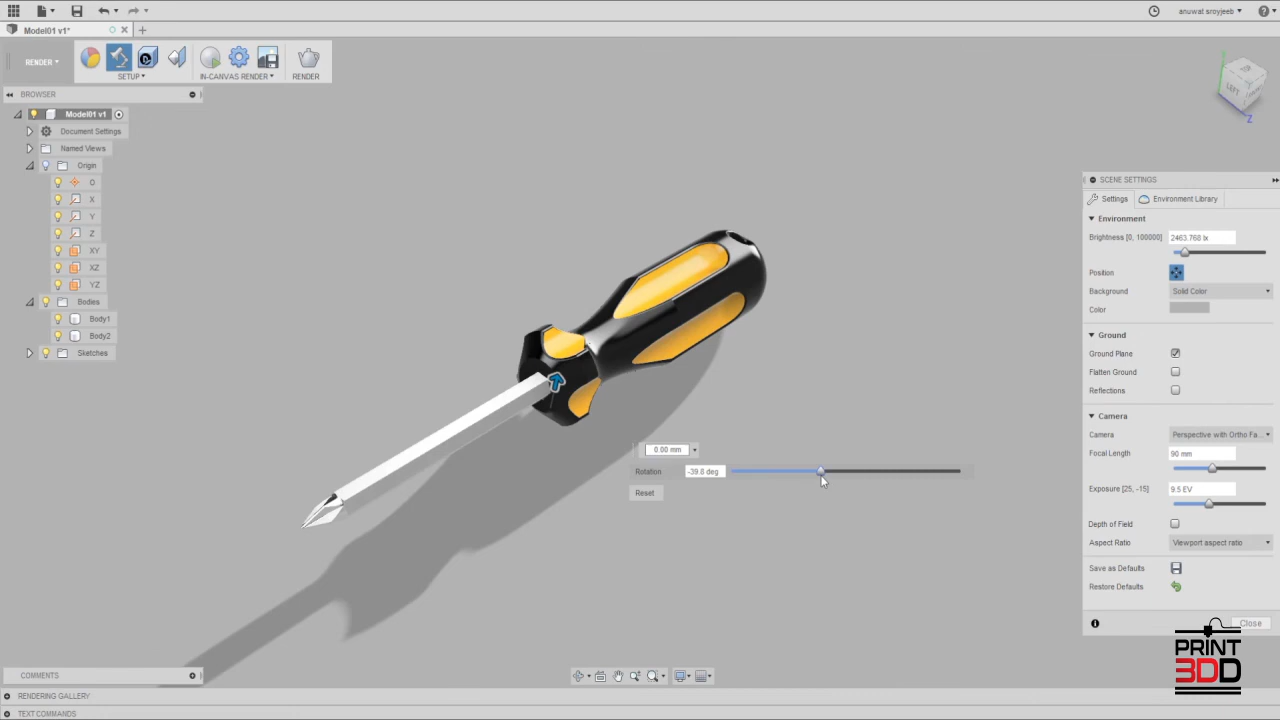 anuwat sroyjeeb
Model01 v1*
RENDER
SETUP
IN-CANVAS RENDER
RENDER
BROWSER
Model01 v1
Document Settings
Named Views
Origin
O
X
Y
Z
XY
XZ
YZ
Bodies
Body1
Body2
Sketches
LEFT
Z
SCENE SETTINGS
Settings
Environment Library
Environment
Brightness [0, 100000]
2463.768 lx
Position
Background
Solid Color
Color
Ground
Ground Plane
Flatten Ground
Reflections
Camera
Camera
Perspective with Ortho Fa...
Focal Length
90 mm
Exposure [25, -15]
9.5 EV
Depth of Field
Aspect Ratio
Viewport aspect ratio
Save as Defaults
Restore Defaults
Close
0.00 mm
Rotation
-39.6 deg
Reset
PRINT
3DD
COMMENTS
RENDERING GALLERY
TEXT COMMANDS